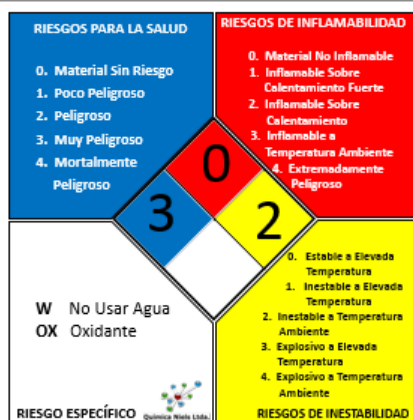 RIESGOS PARA LA SALUD
0. Material Sin Riesgo
1. Poco Peligroso
2. Peligroso
3. Muy Peligroso
4. Mortalmente
Peligroso
RIESGOS DE INFLAMABILIDAD
0. Material No Inflamable
1. Inflamable Sobre
Calentamiento Fuerte
2. Inflamable Sobre
Calentamiento
3. Inflamable a
Temperatura Ambiente
4. Extremadamente
Peligroso
0
3
2
W No Usar Agua
OX Oxidante
RIESGO ESPECÍFICO
Química Niels Ltda.
0. Estable a Elevada
Temperatura
1. Inestable a Elevada
Temperatura
2. Inestable a Temperatura
Ambiente
3. Explosivo a Elevada
Temperatura
4. Explosivo a Temperatura
Ambiente
RIESGOS DE INESTABILIDAD